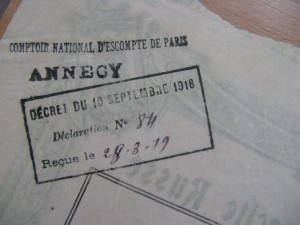 COMPTOIR NATIONAL D'ESCOMPTE DE PARIS
ANNECY
DÉCRET DU 10 SEPTEMBRE 1918
Déclaration N° 84
Reçue le 28-3-19